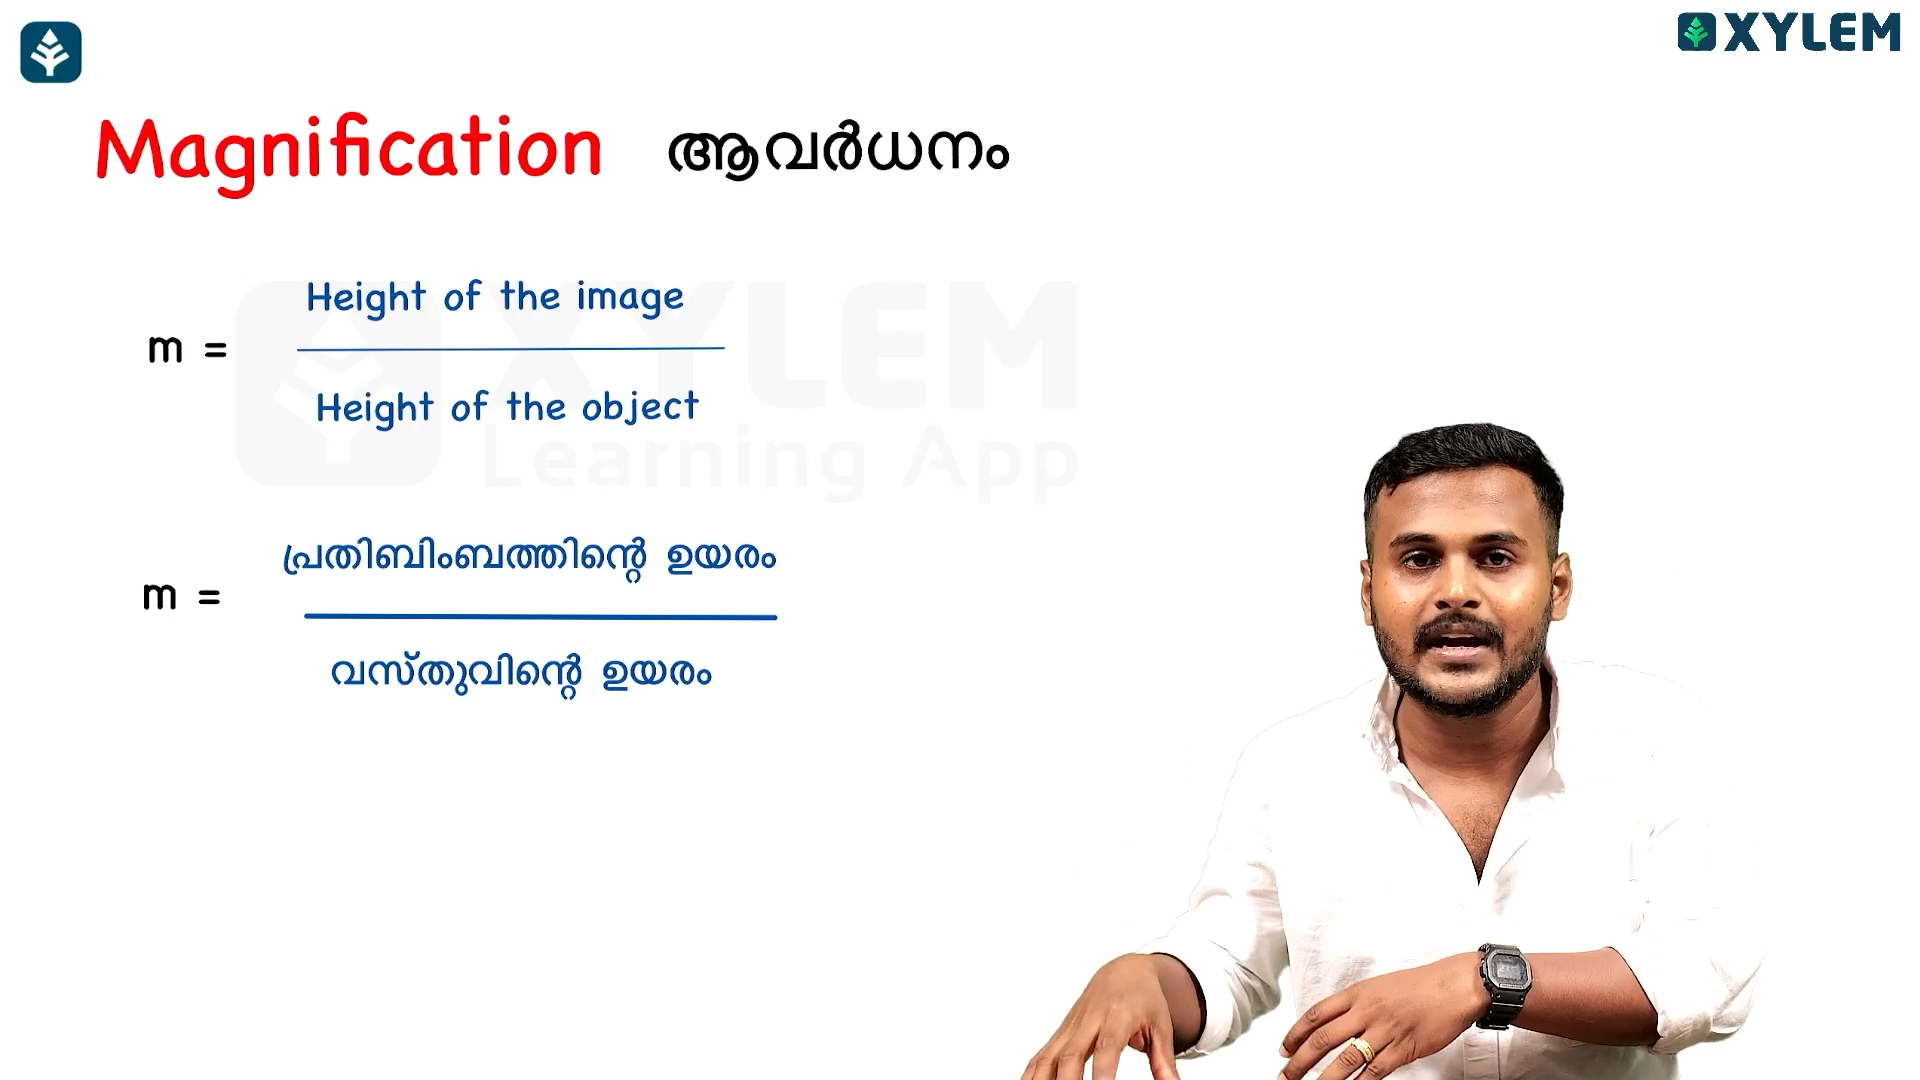 XYLEM
Magnification ആവർധനം
m = Height of the image
Height of the object
XYLEM
Learning App
m = പ്രതിബിംബത്തിന്റെ ഉയരം
വസ്തുവിന്റെ ഉയരം